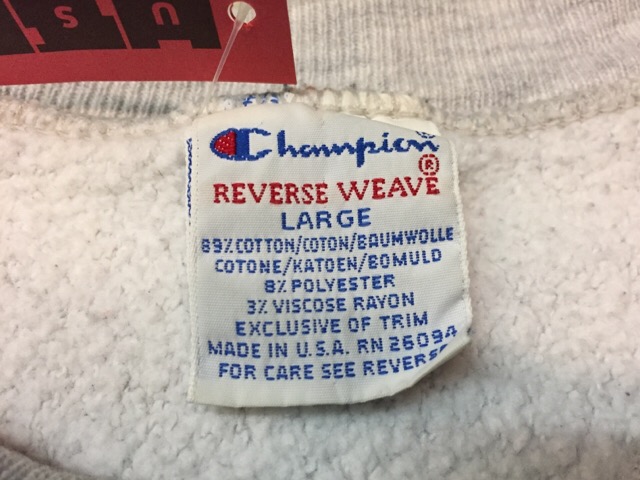 US
Champion®
REVERSE WEAVE
LARGE
89% COTTON/COTON/BAUMWOLLE
COTONE/KATOEN/BOMULD
8% POLYESTER
3% VISCOSE RAYON
EXCLUSIVE OF TRIM
MADE IN U.S.A. RN 26094
FOR CARE SEE REVERSE